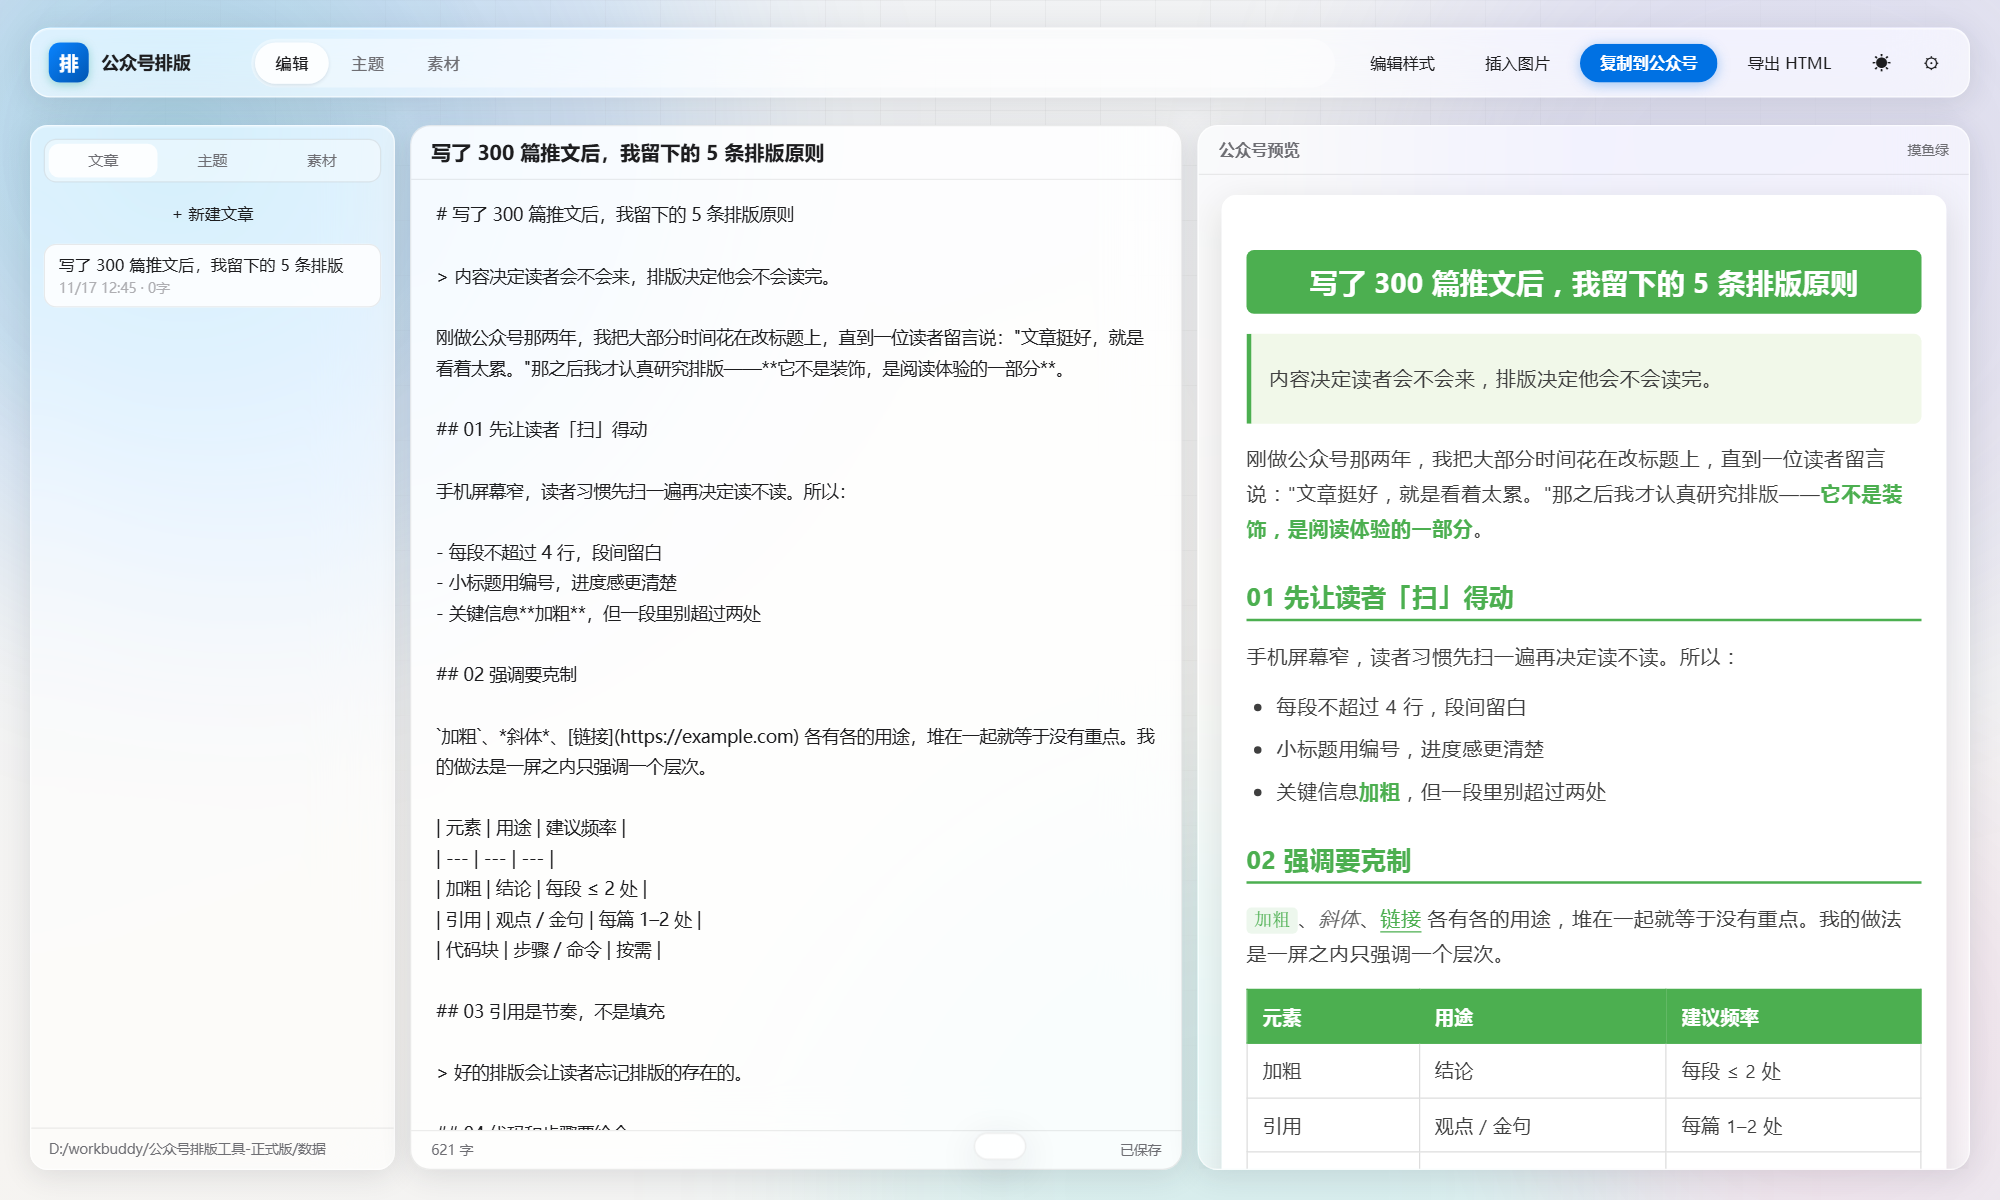 排 公众号排版 编辑 主题 素材 编辑样式 插入图片 复制到公众号 导出 HTML
文章 主题 素材
+ 新建文章
写了 300 篇推文后，我留下的 5 条排版
11/17 12:45 · 0字
D:/workbuddy/公众号排版工具-正式版/数据
写了 300 篇推文后，我留下的 5 条排版原则
# 写了 300 篇推文后，我留下的 5 条排版原则
> 内容决定读者会不会来，排版决定他会不会读完。
刚做公众号那两年，我把大部分时间花在改标题上，直到一位读者留言说："文章挺好，就是
看着太累。"那之后我才认真研究排版——**它不是装饰，是阅读体验的一部分**。
## 01 先让读者「扫」得动
手机屏幕窄，读者习惯先扫一遍再决定读不读。所以：
- 每段不超过 4 行，段间留白
- 小标题用编号，进度感更清楚
- 关键信息**加粗**，但一段里别超过两处
## 02 强调要克制
`加粗`、*斜体*、[链接](https://example.com) 各有各的用途，堆在一起就等于没有重点。我
的做法是一屏之内只强调一个层次。
| 元素 | 用途 | 建议频率 |
| --- | --- | --- |
| 加粗 | 结论 | 每段 ≤ 2 处 |
| 引用 | 观点 / 金句 | 每篇 1–2 处 |
| 代码块 | 步骤 / 命令 | 按需 |
## 03 引用是节奏，不是填充
> 好的排版会让读者忘记排版的存在的。
621 字
已保存
公众号预览
摸鱼绿
写了 300 篇推文后，我留下的 5 条排版原则
内容决定读者会不会来，排版决定他会不会读完。
刚做公众号那两年，我把大部分时间花在改标题上，直到一位读者留言
说："文章挺好，就是看着太累。"那之后我才认真研究排版——它不是装
饰，是阅读体验的一部分。
01 先让读者「扫」得动
手机屏幕窄，读者习惯先扫一遍再决定读不读。所以：
• 每段不超过 4 行，段间留白
• 小标题用编号，进度感更清楚
• 关键信息加粗，但一段里别超过两处
02 强调要克制
加粗、斜体、链接 各有各的用途，堆在一起就等于没有重点。我的做法
是一屏之内只强调一个层次。
元素 用途 建议频率
加粗 结论 每段 ≤ 2 处
引用 观点 / 金句 每篇 1–2 处